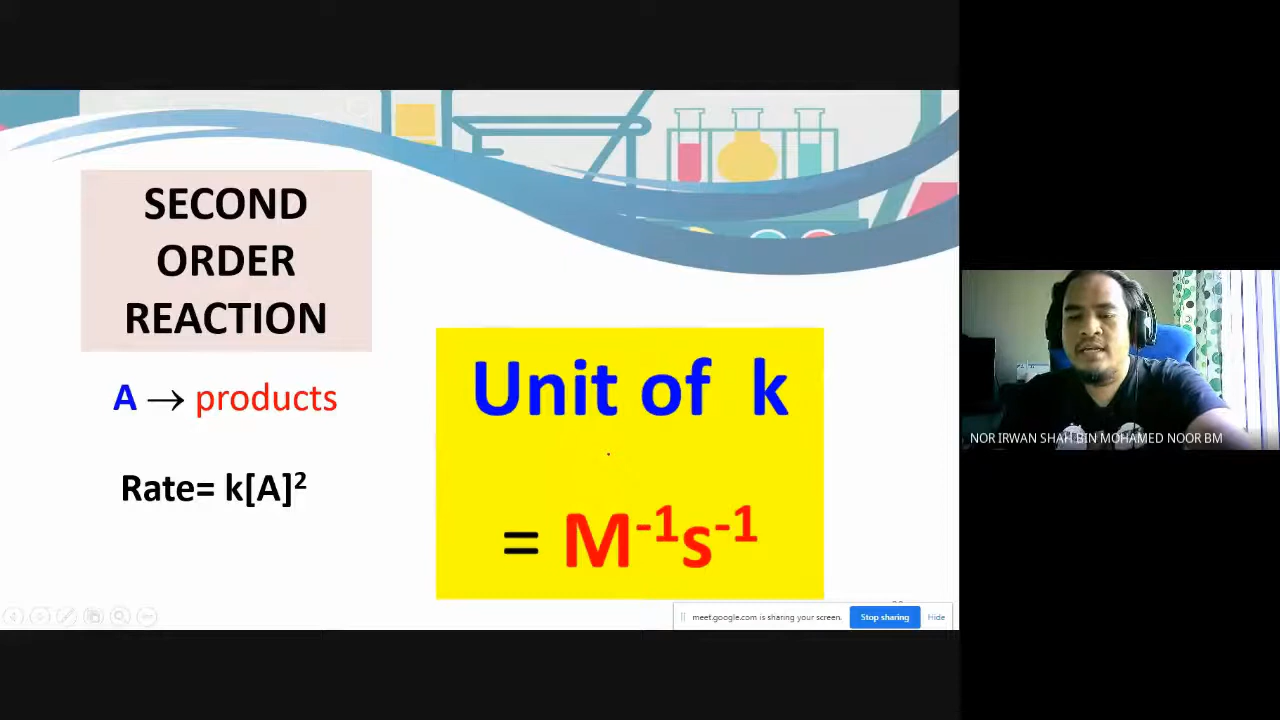 SECOND
ORDER
REACTION
A → products
Rate= k[A]²
Unit of k
= M⁻¹s⁻¹
NOR IRWAN SHAH BIN MOHAMED NOOR BM
meet.google.com is sharing your screen.
Stop sharing
Hide